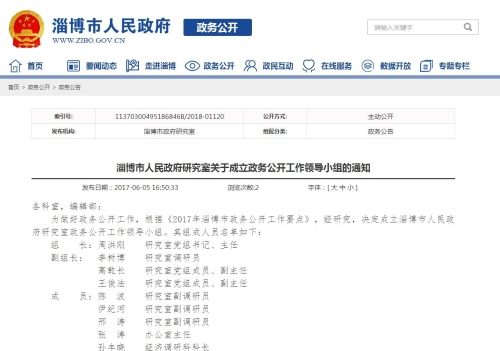 淄博市人民政府
WWW.ZIBO.GOV.CN
政务公开
请输入关键字
首页 要闻动态 走进淄博 政务公开 政民互动 在线服务 数据开放 专题专栏
首页 > 政务公开 > 政务公告
索引号: 11370300495186846B/2018-01120 公开方式: 主动公开
发布机构: 淄博市政府研究室 组配分类: 政务公告
淄博市人民政府研究室关于成立政务公开工作领导小组的通知
发布日期：2017-06-05 16:50:33 浏览次数:2 字体：[ 大 中 小 ]
各科室，编辑部：
为做好政务公开工作，根据《2017年淄博市政务公开工作要点》，经研究，决定成立淄博市人民政
府研究室政务公开工作领导小组。其组成人员名单如下：
组 长： 周洪刚 研究室党组书记、主任
副组长： 李树博 研究室调研员
高乾长 研究室党组成员、副主任
王俊法 研究室党组成员、副主任
成 员： 陈 波 研究室副调研员
伊纪河 研究室副调研员
邢 涛 研究室副调研员
张 涛 办公室主任
孙丰晓 经济调研科科长